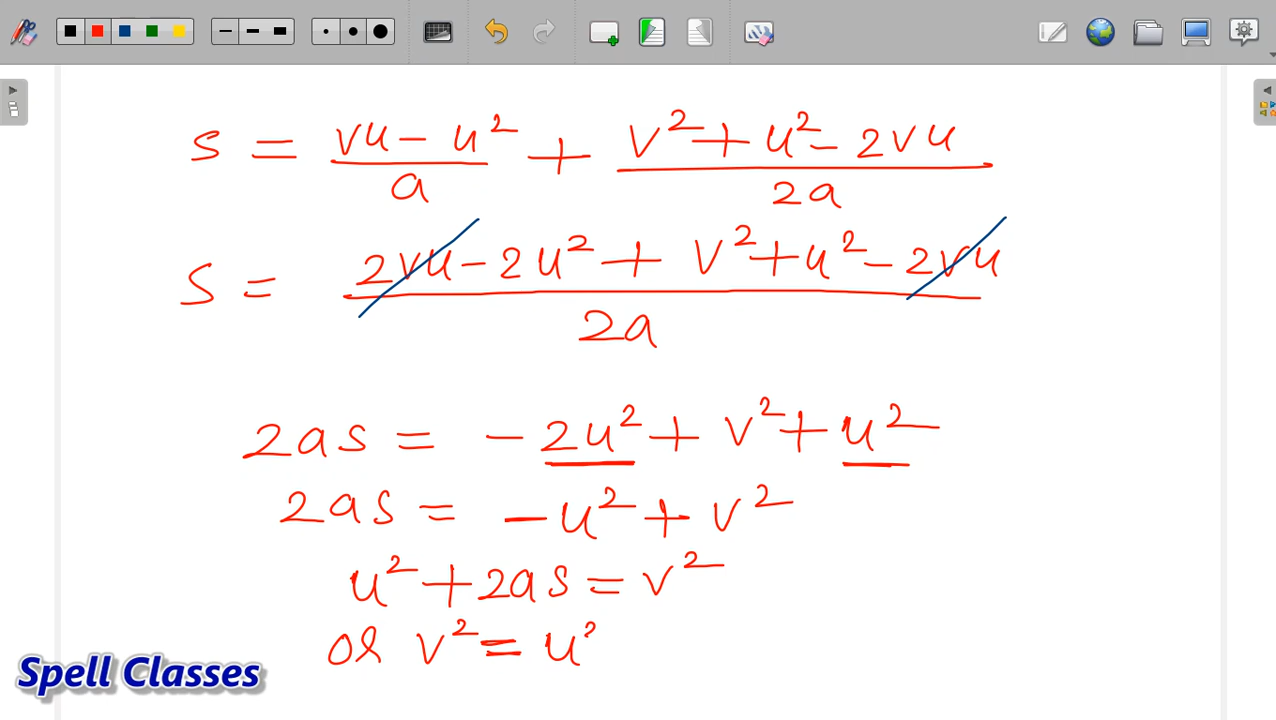 s = vu - u² / a + v² + u² - 2vu / 2a
s = 2vu - 2u² + v² + u² - 2vu / 2a
2as = - 2u² + v² + u²
2as = - u² + v²
u² + 2as = v²
or v² = u²
Spell Classes